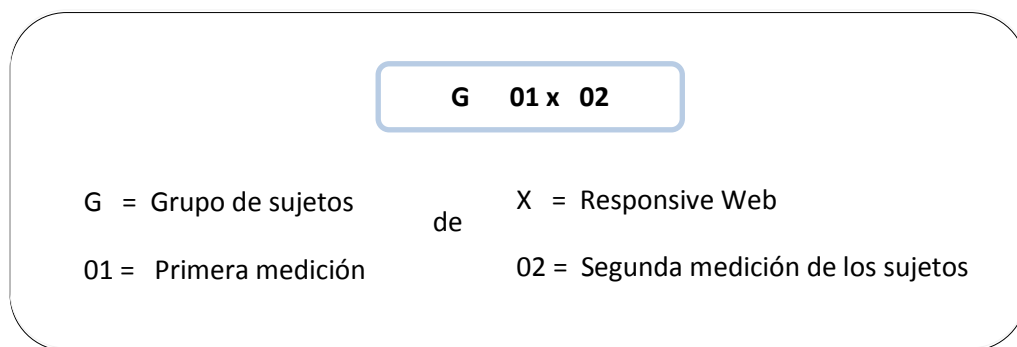 G 01 x 02
G = Grupo de sujetos
de
X = Responsive Web
01 = Primera medición
02 = Segunda medición de los sujetos